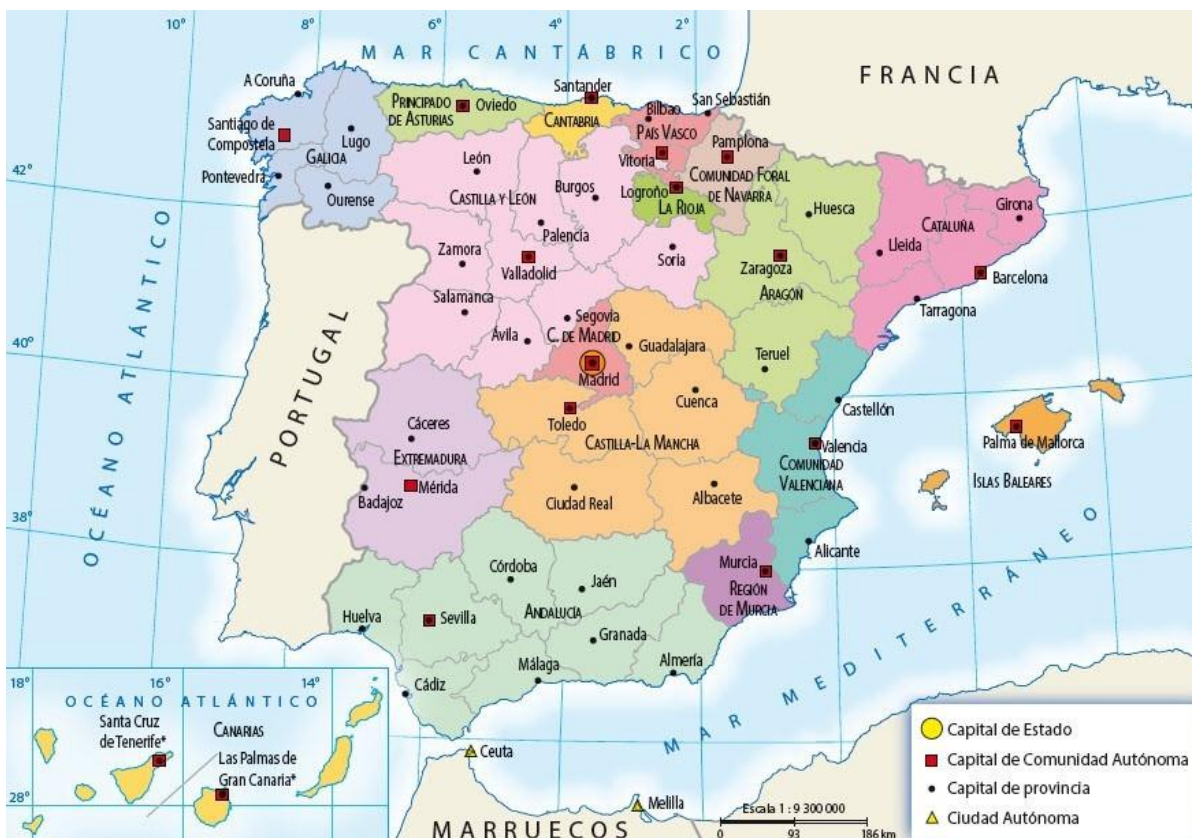 10°
8°
6°
4°
2°
0°
2°
4°
MAR CANTÁBRICO
FRANCIA
A Coruña
Santiago de
Compostela
Lugo
GALICIA
Pontevedra
Ourense
PRINCIPADO
DE ASTURIAS
Oviedo
Santander
CANTABRIA
Bilbao
San Sebastián
PAÍS VASCO
Vitoria
Pamplona
COMUNIDAD FORAL
DE NAVARRA
Logroño
LA RIOJA
42°
León
CASTILLA Y LEÓN
Burgos
Palencia
Zamora
Valladolid
Soria
Salamanca
Segovia
Ávila
Huesca
Zaragoza
ARAGÓN
Teruel
Girona
CATALUÑA
Lleida
Barcelona
Tarragona
40°
C. DE MADRID
Madrid
Guadalajara
Cuenca
Toledo
CASTILLA-LA MANCHA
Ciudad Real
Albacete
OCÉANO ATLÁNTICO
PORTUGAL
Cáceres
EXTREMADURA
Mérida
Badajoz
Castellón
Valencia
COMUNIDAD
VALENCIANA
Alicante
Palma de Mallorca
ISLAS BALEARES
38°
Murcia
REGIÓN
DE MURCIA
Córdoba
Jaén
ANDALUCÍA
Huelva
Sevilla
Granada
Málaga
Almería
Cádiz
MAR MEDITERRÁNEO
Ceuta
Melilla
MARRUECOS
18°
16°
14°
OCÉANO ATLÁNTICO
Santa Cruz
de Tenerife*
CANARIAS
Las Palmas de
Gran Canaria*
28°
Escala 1 : 9 300 000
0
93
186 km
Capital de Estado
Capital de Comunidad Autónoma
Capital de provincia
Ciudad Autónoma